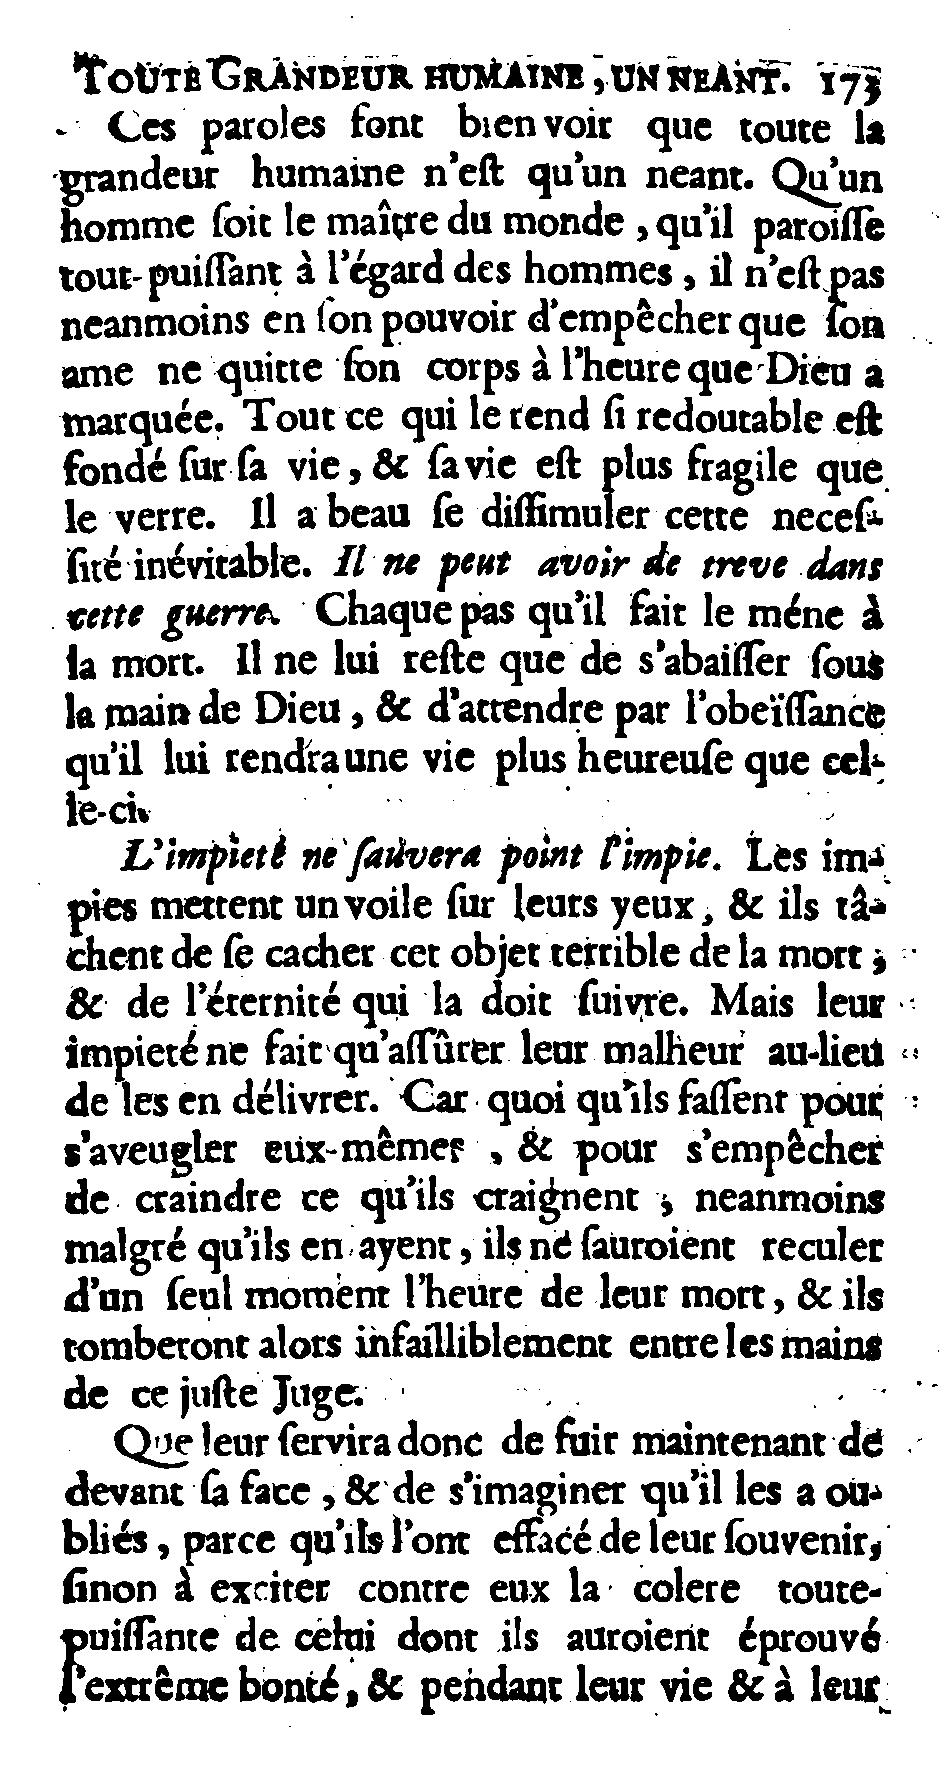 TOUTE GRANDEUR HUMAINE, UN NEANT. 173
Ces paroles font bien voir que toute la
grandeur humaine n'eſt qu'un neant. Qu'un
homme ſoit le maître du monde, qu'il paroiſſe
tout-puiſſant à l'égard des hommes, il n'eſt pas
neanmoins en ſon pouvoir d'empêcher que ſon
ame ne quitte ſon corps à l'heure que Dieu a
marquée. Tout ce qui le rend ſi redoutable eſt
fondé ſur ſa vie, & ſa vie eſt plus fragile que
le verre. Il a beau ſe diſſimuler cette neceſ-
ſité inévitable. Il ne peut avoir de treve dans
cette guerre. Chaque pas qu'il fait le méne à
la mort. Il ne lui reſte que de s'abaiſſer ſous
la main de Dieu, & d'attendre par l'obeïſſance
qu'il lui rendra une vie plus heureuſe que cel-
le-ci.
L'impieté ne ſauvera point l'impie. Les im-
pies mettent un voile ſur leurs yeux, & ils tâ-
chent de ſe cacher cet objet terrible de la mort;
& de l'éternité qui la doit ſuivre. Mais leur
impieté ne fait qu'aſſûrer leur malheur au-lieu
de les en délivrer. Car quoi qu'ils faſſent pour
s'aveugler eux-mêmes, & pour s'empêcher
de craindre ce qu'ils craignent; neanmoins
malgré qu'ils en ayent, ils ne ſauroient reculer
d'un ſeul moment l'heure de leur mort, & ils
tomberont alors infailliblement entre les mains
de ce juſte Juge.
Que leur ſervira donc de fuir maintenant de
devant ſa face, & de s'imaginer qu'il les a ou-
bliés, parce qu'ils l'ont effacé de leur ſouvenir,
ſinon à exciter contre eux la colere toute-
puiſſante de celui dont ils auroient éprouvé
l'extrême bonté, & pendant leur vie & à leur